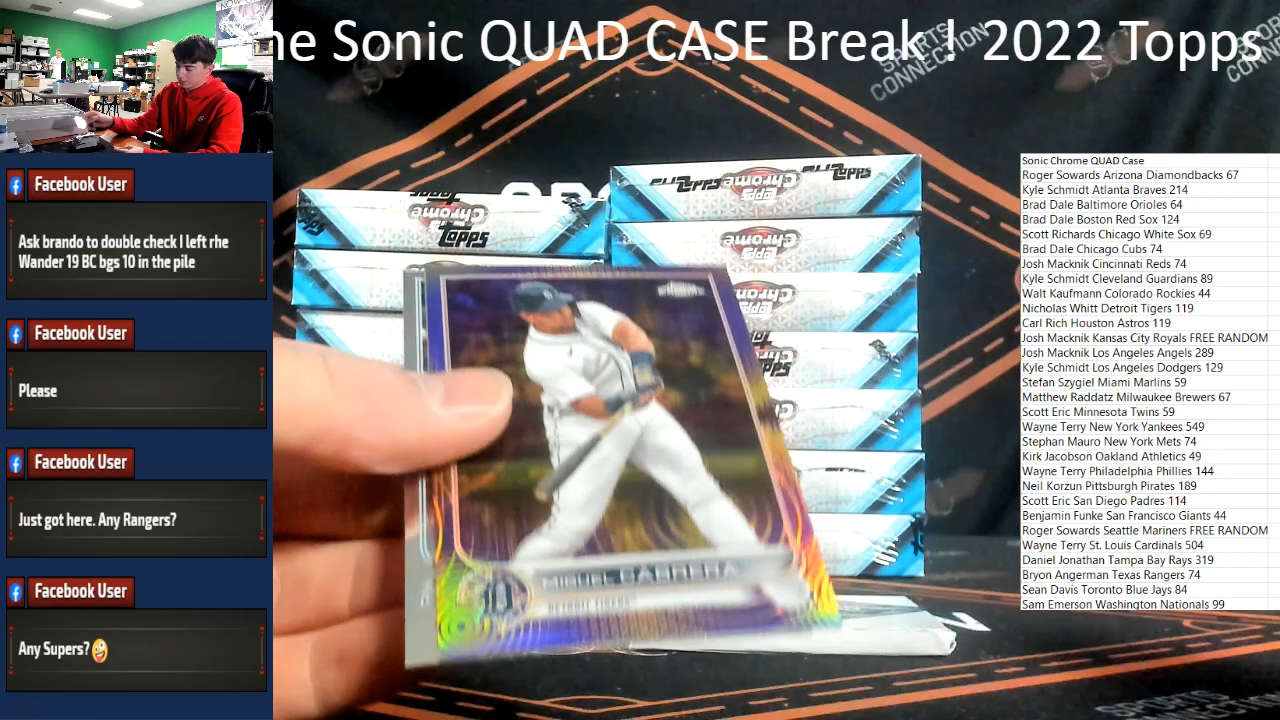 ne Sonic QUAD CASE Break ! 2022 Topps
SPORTS
CONNECTION
Facebook User
Ask brandy to double check I left rhe
Wander 19 BC bgs 10 in the pile
Facebook User
Please
Facebook User
Just got here. Any Rangers?
Facebook User
Any Supers?🤪
Topps
Chrome
MIGUEL CABRERA
DETROIT TIGERS
Sonic Chrome QUAD Case
Roger Sowards Arizona Diamondbacks 67
Kyle Schmidt Atlanta Braves 214
Brad Dale Baltimore Orioles 64
Brad Dale Boston Red Sox 124
Scott Richards Chicago White Sox 69
Brad Dale Chicago Cubs 74
Josh Macknik Cincinnati Reds 74
Kyle Schmidt Cleveland Guardians 89
Walt Kaufmann Colorado Rockies 44
Nicholas Whitt Detroit Tigers 119
Carl Rich Houston Astros 119
Josh Macknik Kansas City Royals FREE RANDOM
Josh Macknik Los Angeles Angels 289
Kyle Schmidt Los Angeles Dodgers 129
Stefan Szygiel Miami Marlins 59
Matthew Raddatz Milwaukee Brewers 67
Scott Eric Minnesota Twins 59
Wayne Terry New York Yankees 549
Stephan Mauro New York Mets 74
Kirk Jacobson Oakland Athletics 49
Wayne Terry Philadelphia Phillies 144
Neil Korzun Pittsburgh Pirates 189
Scott Eric San Diego Padres 114
Benjamin Funke San Francisco Giants 44
Roger Sowards Seattle Mariners FREE RANDOM
Wayne Terry St. Louis Cardinals 504
Daniel Jonathan Tampa Bay Rays 319
Bryon Angerman Texas Rangers 74
Sean Davis Toronto Blue Jays 84
Sam Emerson Washington Nationals 99